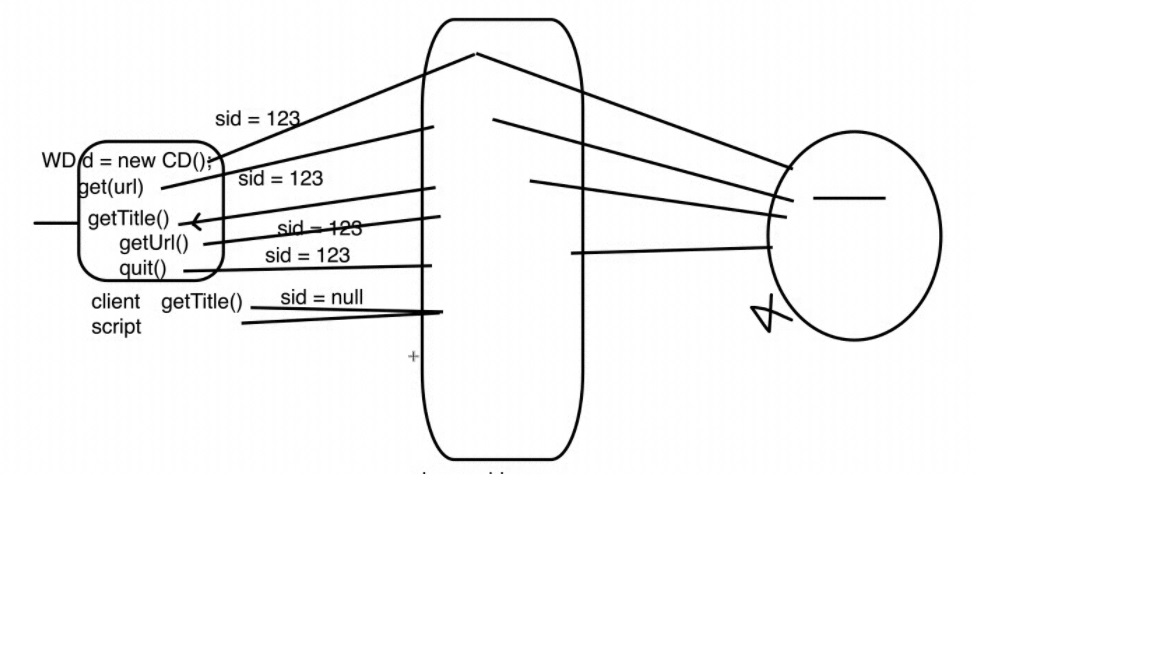 sid = 123
WD d = new CD();
sid = 123
get(url)
getTitle()
sid = 123
getUrl()
sid = 123
quit()
client getTitle() sid = null
script